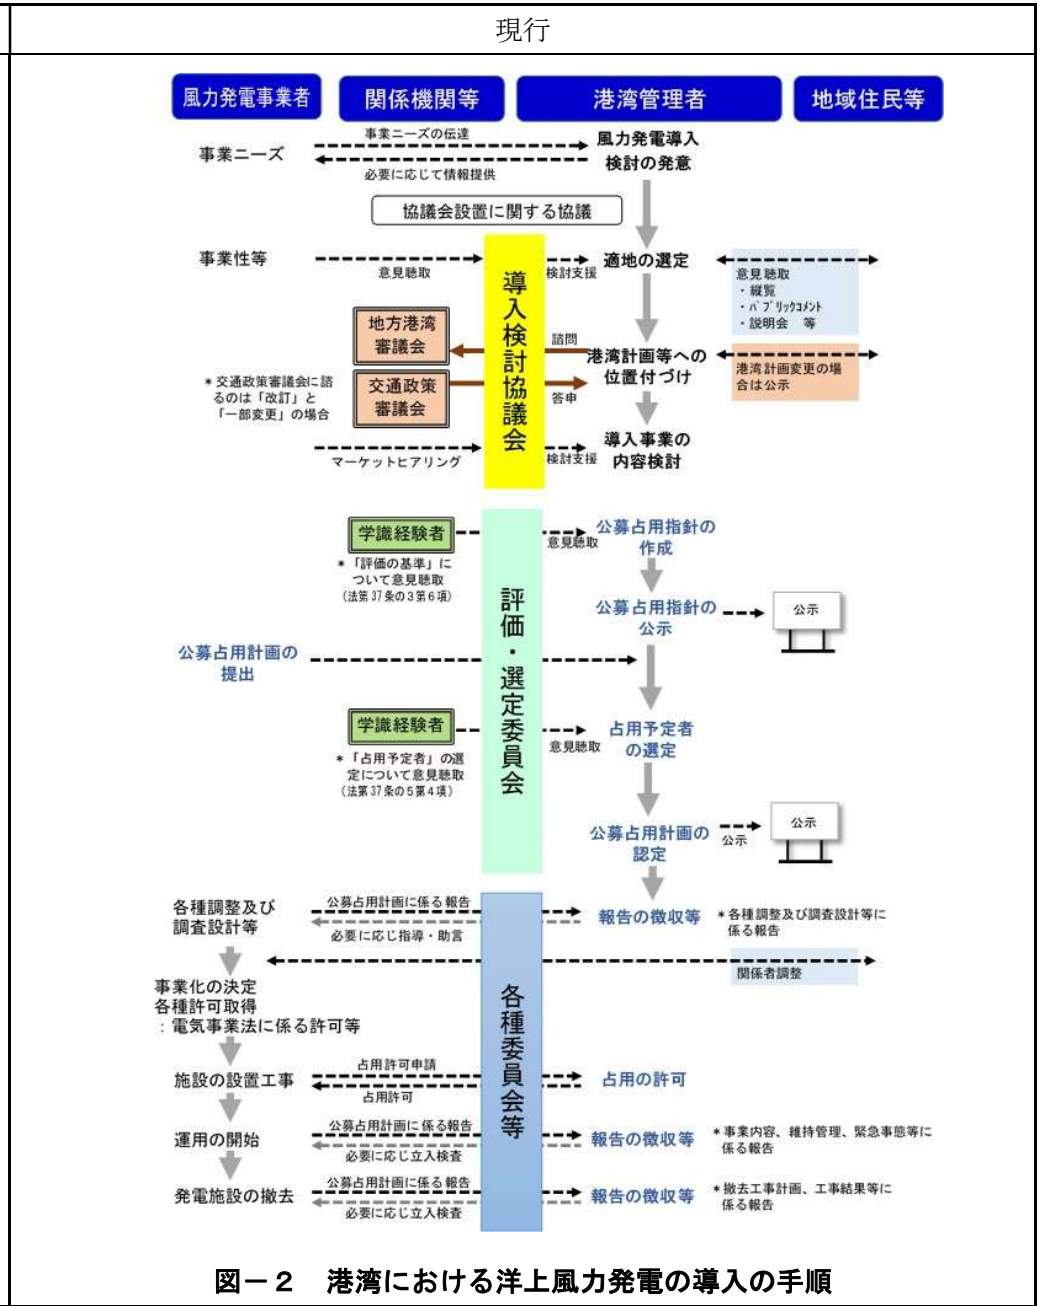 現行
風力発電事業者
関係機関等
港湾管理者
地域住民等
事業ニーズ
事業ニーズの伝達
必要に応じて情報提供
風力発電導入
検討の発意
協議会設置に関する協議
事業性等
意見聴取
導入検討協議会
検討支援
適地の選定
意見聴取
・縦覧
・パブリックコメント
・説明会　等
地方港湾
審議会
諮問
港湾計画等への
位置付づけ
港湾計画変更の場
合は公示
＊交通政策審議会に諮
るのは「改訂」と
「一部変更」の場合
交通政策
審議会
答申
マーケットヒアリング
検討支援
導入事業の
内容検討
学識経験者
意見聴取
公募占用指針の
作成
＊「評価の基準」に
ついて意見聴取
（法第37条の3第6項）
評価・選定委員会
公募占用指針の
公示
公示
公募占用計画の
提出
学識経験者
意見聴取
占用予定者
の選定
＊「占用予定者」の選
定について意見聴取
（法第37条の5第4項）
公募占用計画の
認定
公示
公示
各種調整及び
調査設計等
公募占用計画に係る報告
必要に応じ指導・助言
報告の徴収等
＊各種調整及び調査設計等に
係る報告
関係者調整
各種委員会等
事業化の決定
各種許可取得
：電気事業法に係る許可等
施設の設置工事
占用許可申請
占用許可
占用の許可
運用の開始
公募占用計画に係る報告
必要に応じ立入検査
報告の徴収等
＊事業内容、維持管理、緊急事態等に
係る報告
発電施設の撤去
公募占用計画に係る報告
必要に応じ立入検査
報告の徴収等
＊撤去工事計画、工事結果等に
係る報告
図－２　港湾における洋上風力発電の導入の手順